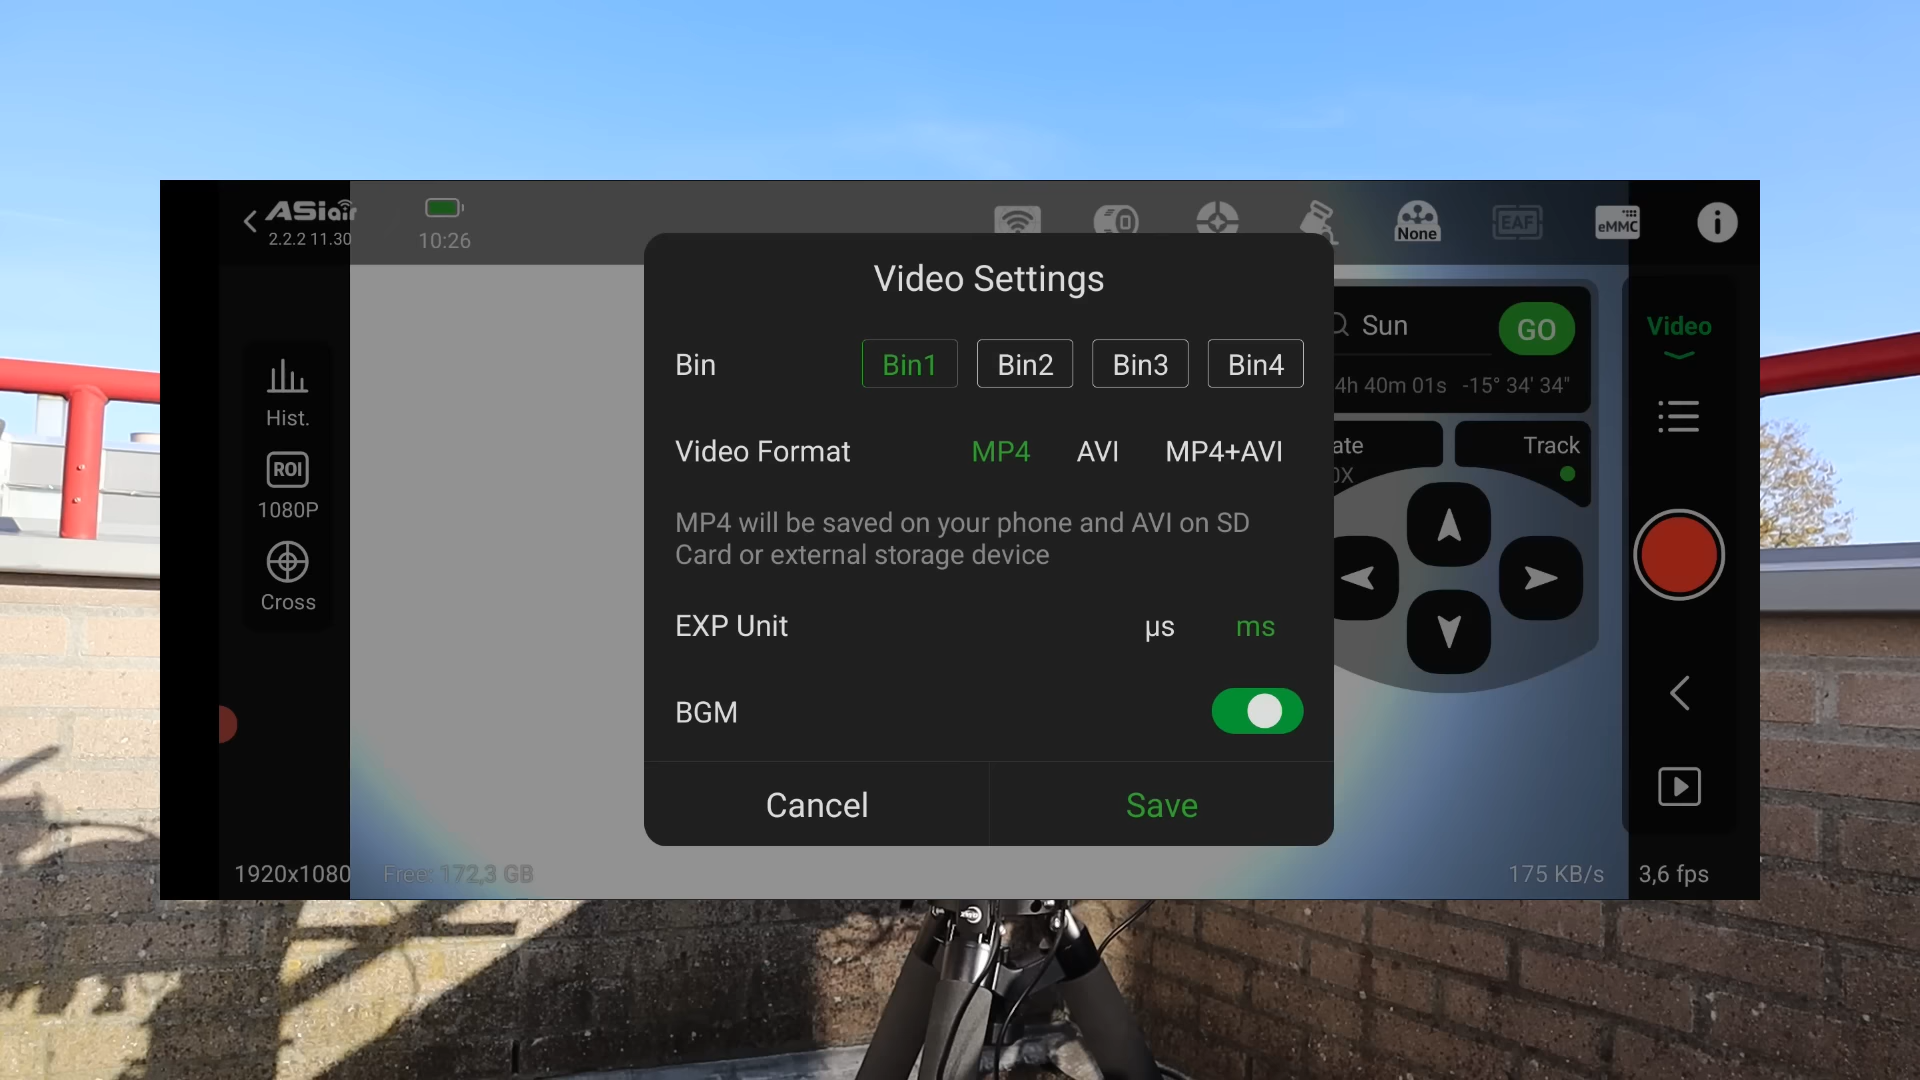 ASiair
2.2.2 11.30
10:26
None
EAF
eMMC
Video Settings
Bin
Bin1
Bin2
Bin3
Bin4
Video Format
MP4
AVI
MP4+AVI
MP4 will be saved on your phone and AVI on SD
Card or external storage device
EXP Unit
µs
ms
BGM
Cancel
Save
Hist.
ROI
1080P
Cross
Sun
GO
4h 40m 01s -15° 34' 34"
Track
Video
1920x1080
Free: 172,3 GB
175 KB/s
3,6 fps